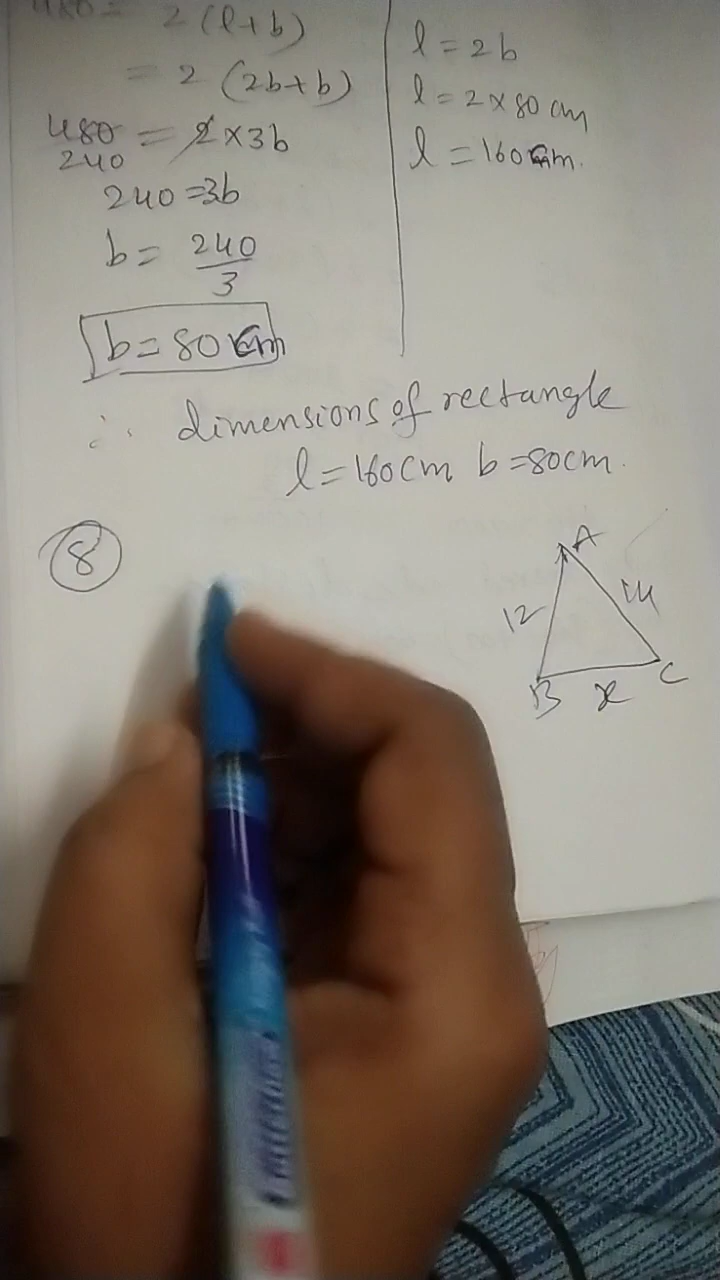 = 2 (l+b)
= 2 (2b+b)
480 = 2 x 3b
240
240 = 3b
b = 240
3
b = 80 cm
l = 2b
l = 2 x 80 cm
l = 160 cm.
∴ dimensions of rectangle
l = 160 cm b = 80 cm.
8
A
12 14
B x C